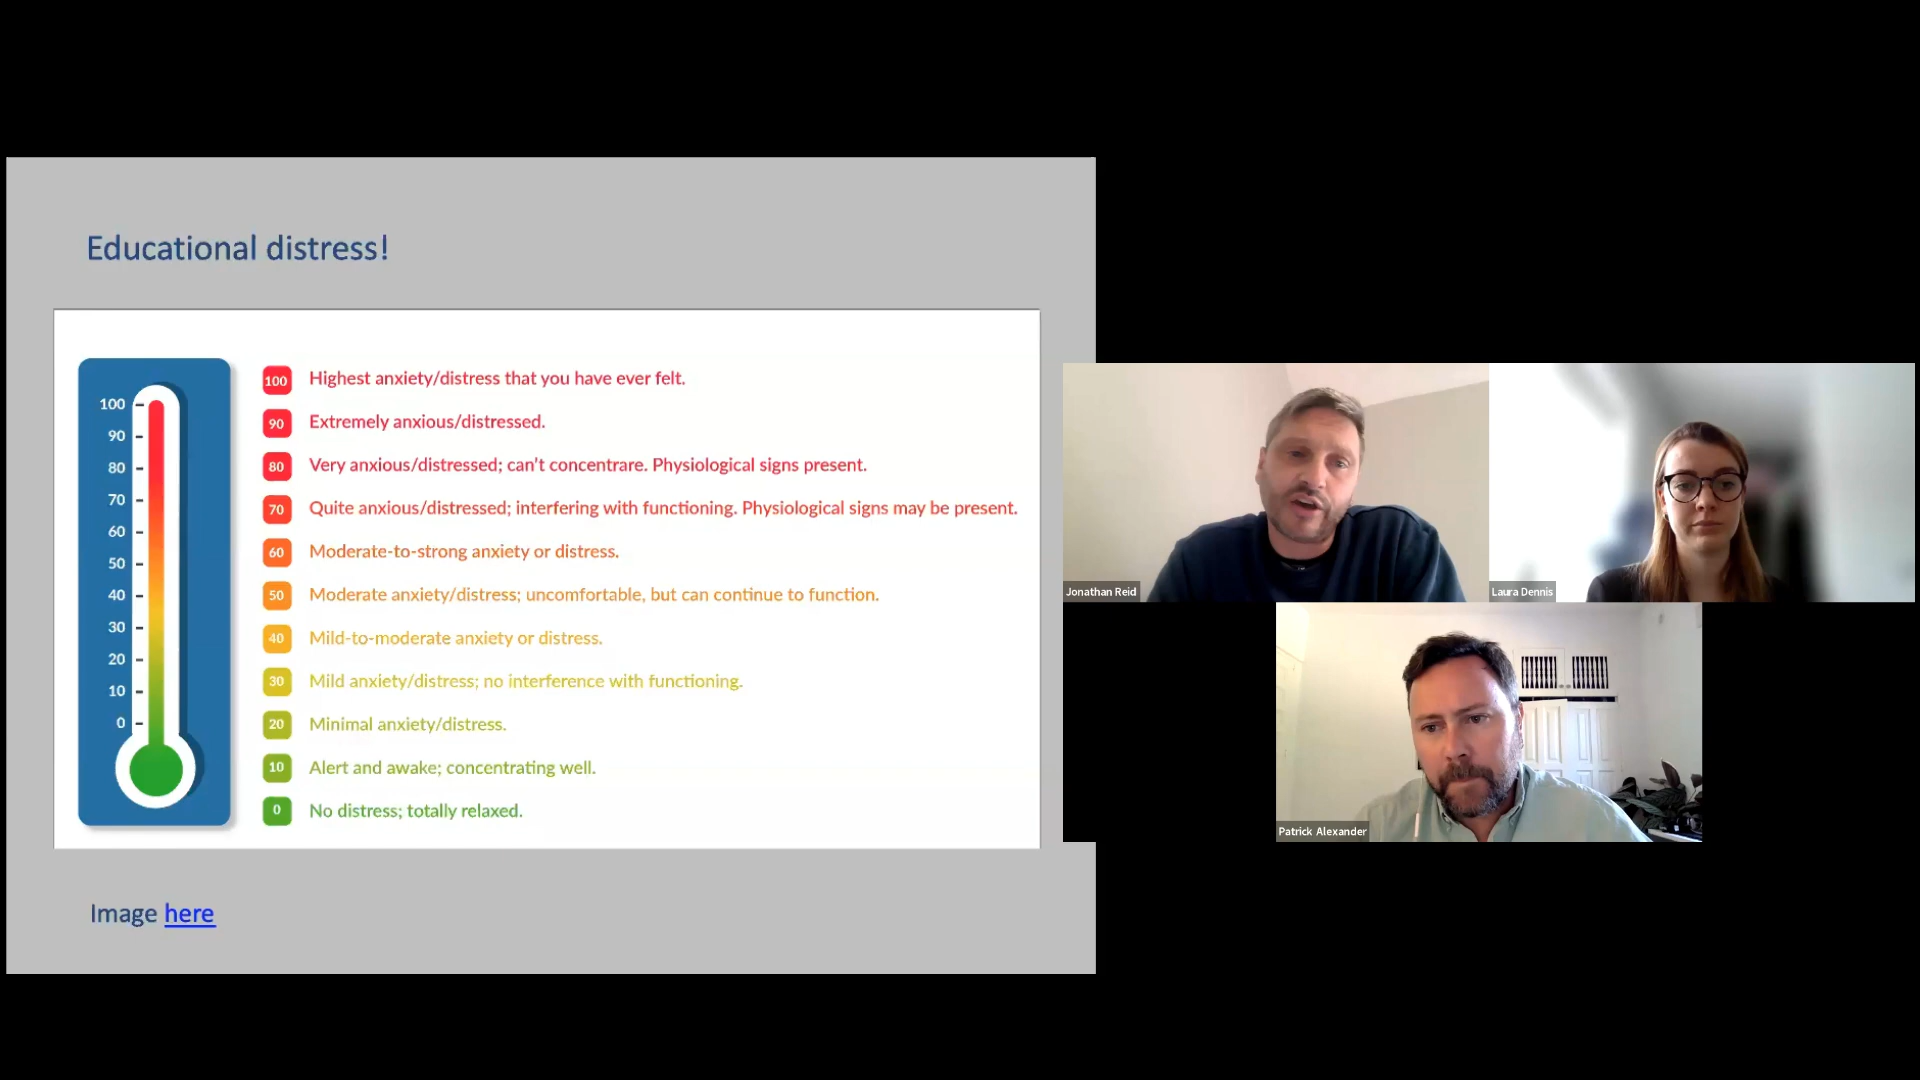 Educational distress!
100
90
80
70
60
50
40
30
20
10
0
100 Highest anxiety/distress that you have ever felt.
90 Extremely anxious/distressed.
80 Very anxious/distressed; can't concentrare. Physiological signs present.
70 Quite anxious/distressed; interfering with functioning. Physiological signs may be present.
60 Moderate-to-strong anxiety or distress.
50 Moderate anxiety/distress; uncomfortable, but can continue to function.
40 Mild-to-moderate anxiety or distress.
30 Mild anxiety/distress; no interference with functioning.
20 Minimal anxiety/distress.
10 Alert and awake; concentrating well.
0 No distress; totally relaxed.
Image here
Jonathan Reid
Laura Dennis
Patrick Alexander